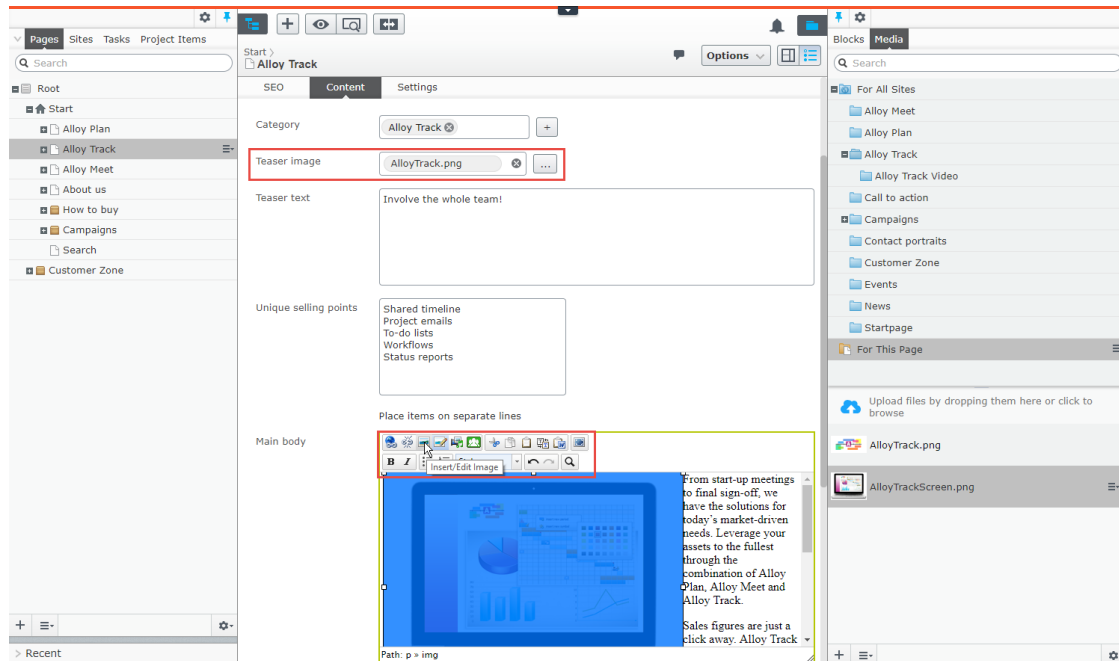 Pages Sites Tasks Project Items
Search
Root
Start
Alloy Plan
Alloy Track
Alloy Meet
About us
How to buy
Campaigns
Search
Customer Zone
Recent
Start
Alloy Track
Options
SEO Content Settings
Category
Alloy Track
Teaser image
AlloyTrack.png
...
Teaser text
Involve the whole team!
Unique selling points
Shared timeline
Project emails
To-do lists
Workflows
Status reports
Place items on separate lines
Main body
B I
Insert/Edit Image
From start-up meetings
to final sign-off, we
have the solutions for
today's market-driven
needs. Leverage your
assets to the fullest
through the
combination of Alloy
Plan, Alloy Meet and
Alloy Track.
Sales figures are just a
click away. Alloy Track
Path: p » img
Blocks Media
Search
For All Sites
Alloy Meet
Alloy Plan
Alloy Track
Alloy Track Video
Call to action
Campaigns
Contact portraits
Customer Zone
Events
News
Startpage
For This Page
Upload files by dropping them here or click to
browse
AlloyTrack.png
AlloyTrackScreen.png